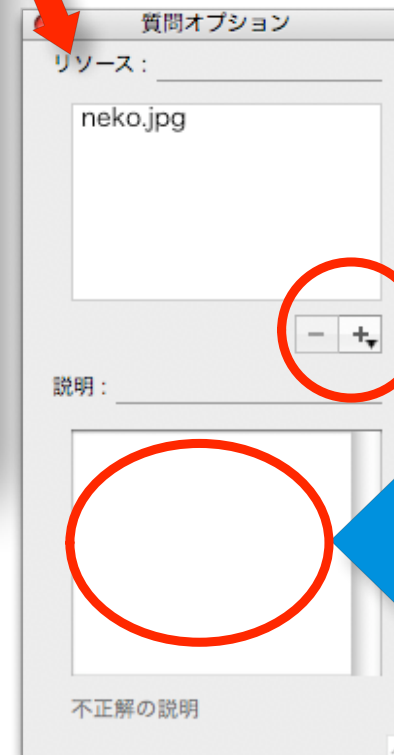 質問オプション
リソース :
neko.jpg
− +
説明 :
不正解の説明